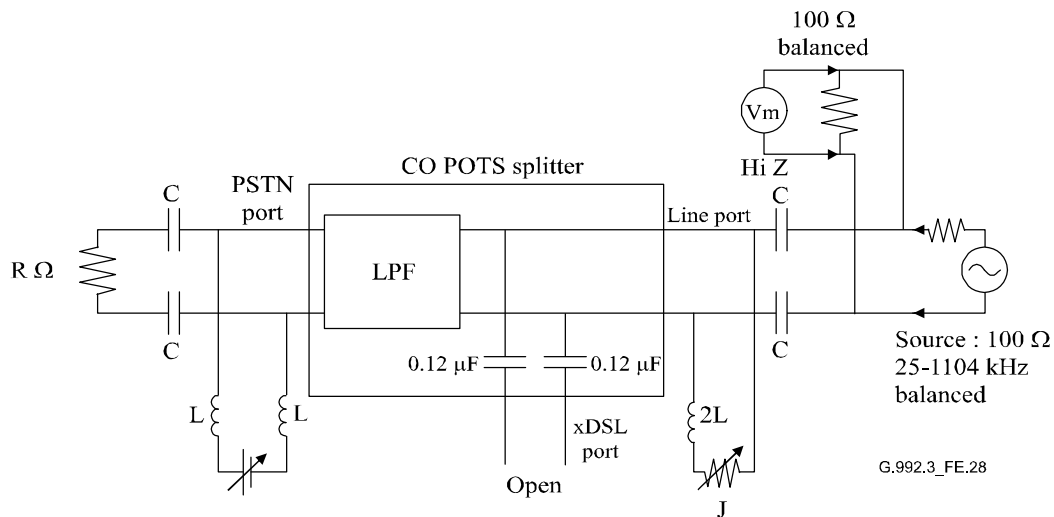 100 Ω
balanced
Vm
Hi Z
CO POTS splitter
C
PSTN
port
Line port
C
R Ω
LPF
C
C
Source : 100 Ω
25-1104 kHz
balanced
0.12 μF
0.12 μF
L
L
2L
xDSL
port
Open
J
G.992.3_FE.28